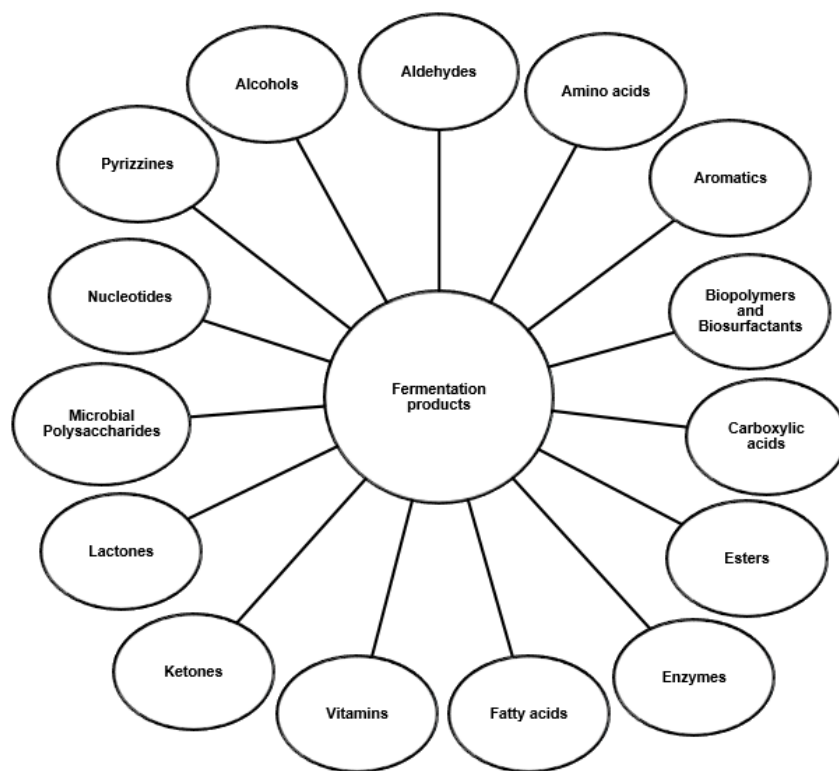 Aldehydes
Alcohols
Amino acids
Pyrizzines
Aromatics
Nucleotides
Biopolymers
and
Biosurfactants
Fermentation
products
Microbial
Polysaccharides
Carboxylic
acids
Lactones
Esters
Ketones
Enzymes
Vitamins
Fatty acids